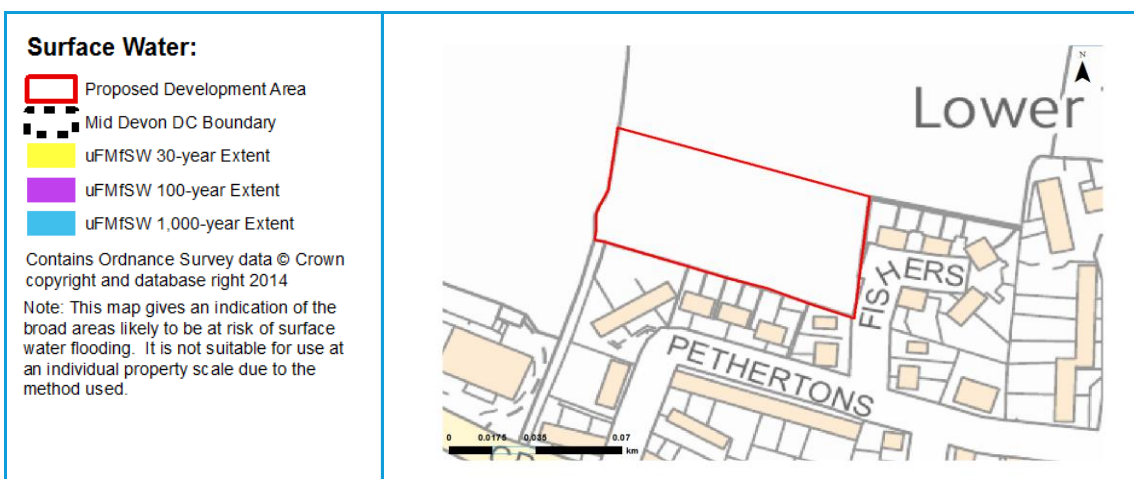 Surface Water:
Proposed Development Area
Mid Devon DC Boundary
uFMfSW 30-year Extent
uFMfSW 100-year Extent
uFMfSW 1,000-year Extent
Contains Ordnance Survey data © Crown
copyright and database right 2014
Note: This map gives an indication of the
broad areas likely to be at risk of surface
water flooding. It is not suitable for use at
an individual property scale due to the
method used.
N
Lower
FISHERS
PETHERTONS
0 0.0175 0.035 0.07
km